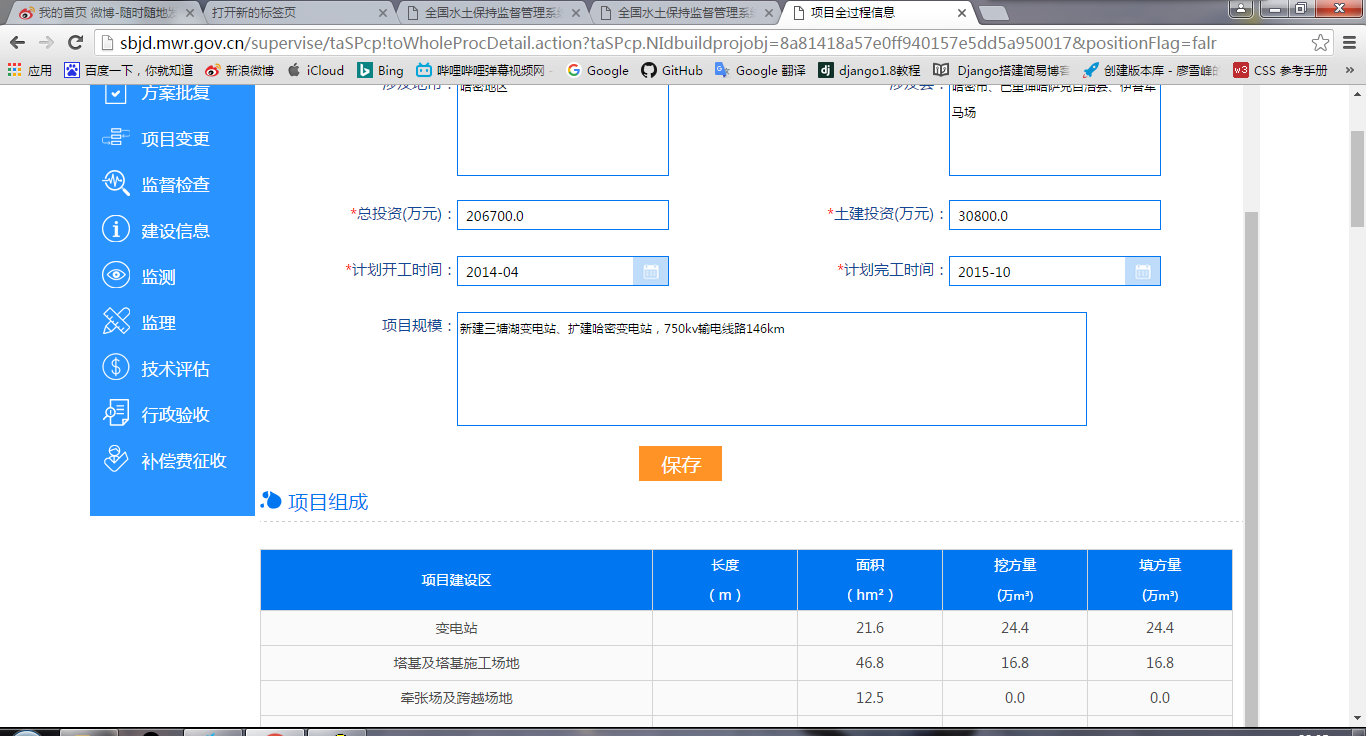 我的首页 微博-随时随地发
打开新的标签页
全国水土保持监督管理系统
全国水土保持监督管理系统
项目全过程信息
sbjd.mwr.gov.cn/supervise/taSPcp!toWholeProcDetail.action?taSPcp.NIdbuildprojobj=8a81418a57e0ff940157e5dd5a950017&positionFlag=falr
应用 百度一下，你就知道 新浪微博 iCloud Bing 哔哩哔哩弹幕视频网 - Google GitHub Google 翻译 django1.8教程 Django搭建简易博客 创建版本库 - 廖雪峰的 CSS 参考手册 »
方案批复
项目变更
监督检查
建设信息
监测
监理
技术评估
行政验收
补偿费征收
涉及地市： 哈密地区
涉及县： 哈密市、巴里坤哈萨克自治县、伊吾军
马场
*总投资(万元)： 206700.0
*土建投资(万元)： 30800.0
*计划开工时间： 2014-04
*计划完工时间： 2015-10
项目规模： 新建三塘湖变电站、扩建哈密变电站，750kv输电线路146km
保存
项目组成
项目建设区 长度（m） 面积（hm²） 挖方量(万m³) 填方量(万m³)
变电站 21.6 24.4 24.4
塔基及塔基施工场地 46.8 16.8 16.8
牵张场及跨越场地 12.5 0.0 0.0